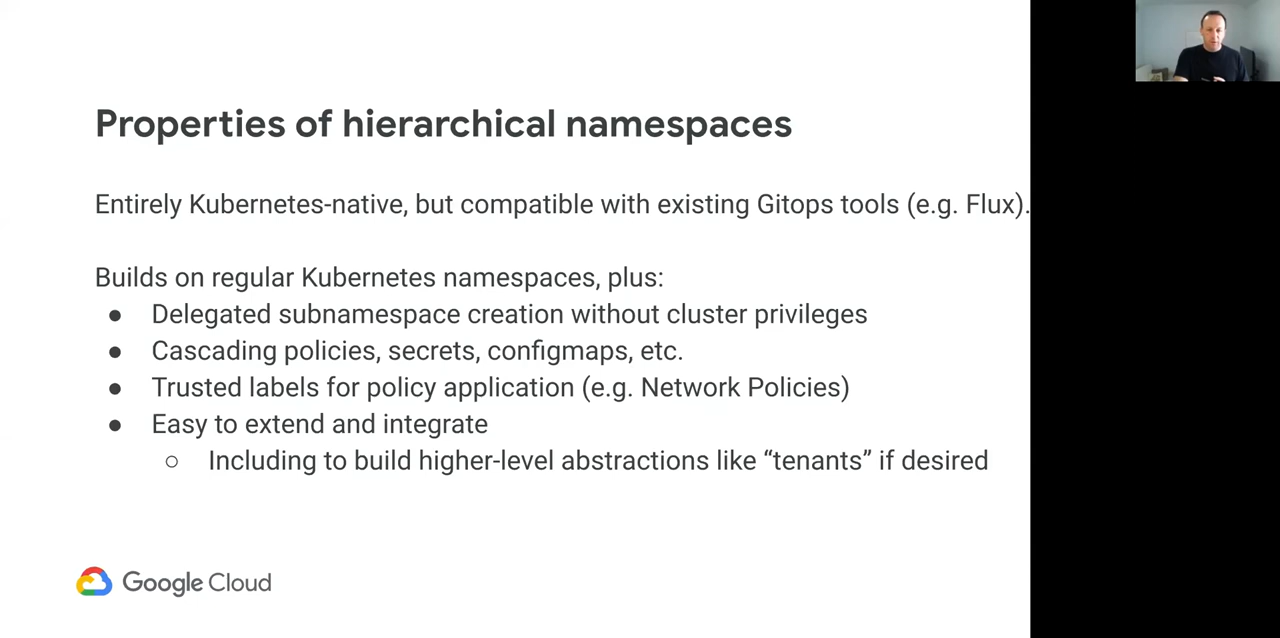 Properties of hierarchical namespaces
Entirely Kubernetes-native, but compatible with existing Gitops tools (e.g. Flux).
Builds on regular Kubernetes namespaces, plus:
● Delegated subnamespace creation without cluster privileges
● Cascading policies, secrets, configmaps, etc.
● Trusted labels for policy application (e.g. Network Policies)
● Easy to extend and integrate
○ Including to build higher-level abstractions like “tenants” if desired
Google Cloud